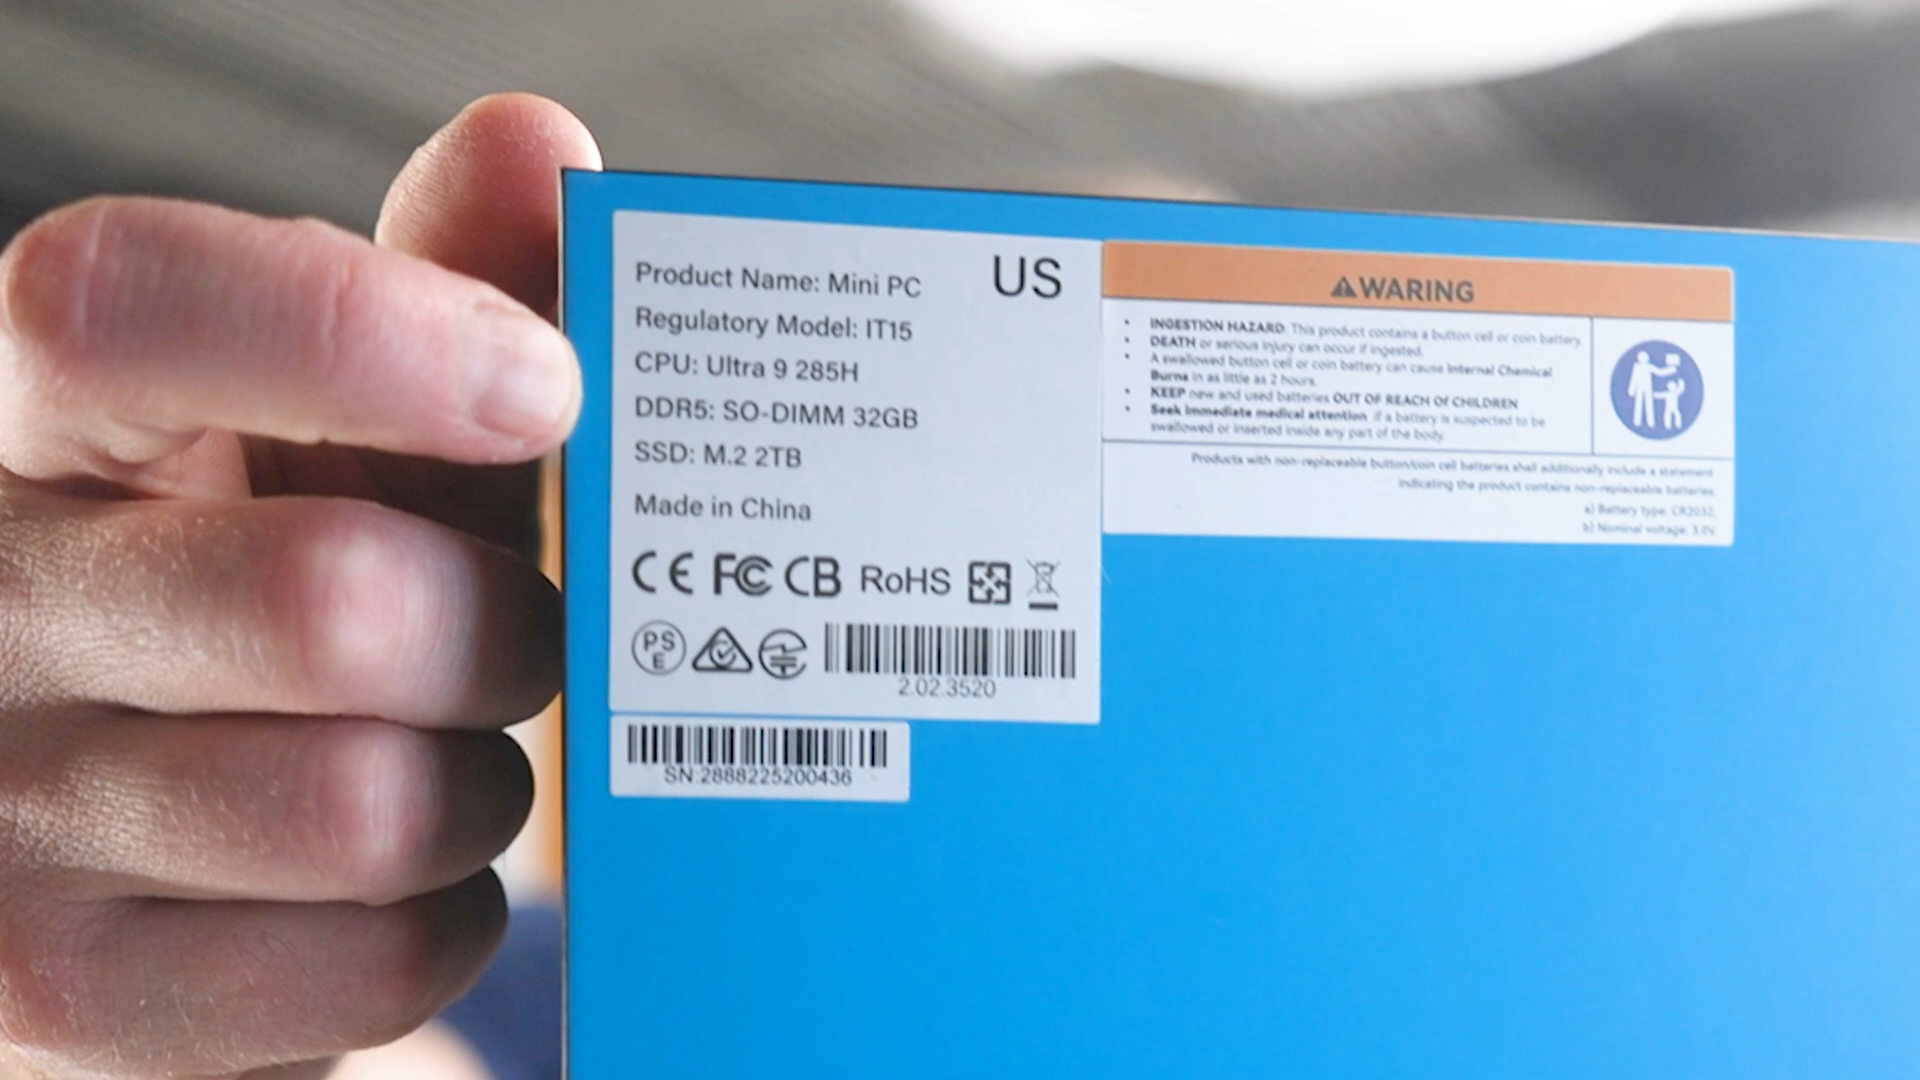 Product Name: Mini PC
US
Regulatory Model: IT15
CPU: Ultra 9 285H
DDR5: SO-DIMM 32GB
SSD: M.2 2TB
Made in China
CE FC CB RoHS
PS
E
2.02.3520
SN:2888225200436
WARING
• INGESTION HAZARD: This product contains a button cell or coin battery.
• DEATH or serious injury can occur if ingested.
• A swallowed button cell or coin battery can cause Internal Chemical
Burns in as little as 2 hours.
• KEEP new and used batteries OUT OF REACH Of CHILDREN
• Seek immediate medical attention if a battery is suspected to be
swallowed or inserted inside any part of the body.
Products with non-replaceable button/coin cell batteries shall additionally include a statement
indicating the product contains non-replaceable batteries
a) Battery type: CR2032;
b) Nominal voltage: 3.0V.